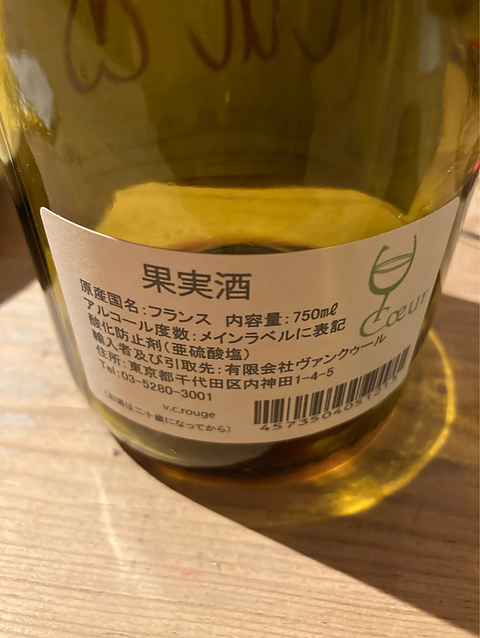 果実酒
原産国名：フランス 内容量：750㎖
アルコール度数：メインラベルに表記
酸化防止剤（亜硫酸塩）
輸入者及び引取先：有限会社ヴァンクゥール
住所：東京都千代田区内神田1-4-5
Tel：03-5280-3001
v.c.rouge
（お酒は二十歳になってから）
Cœur